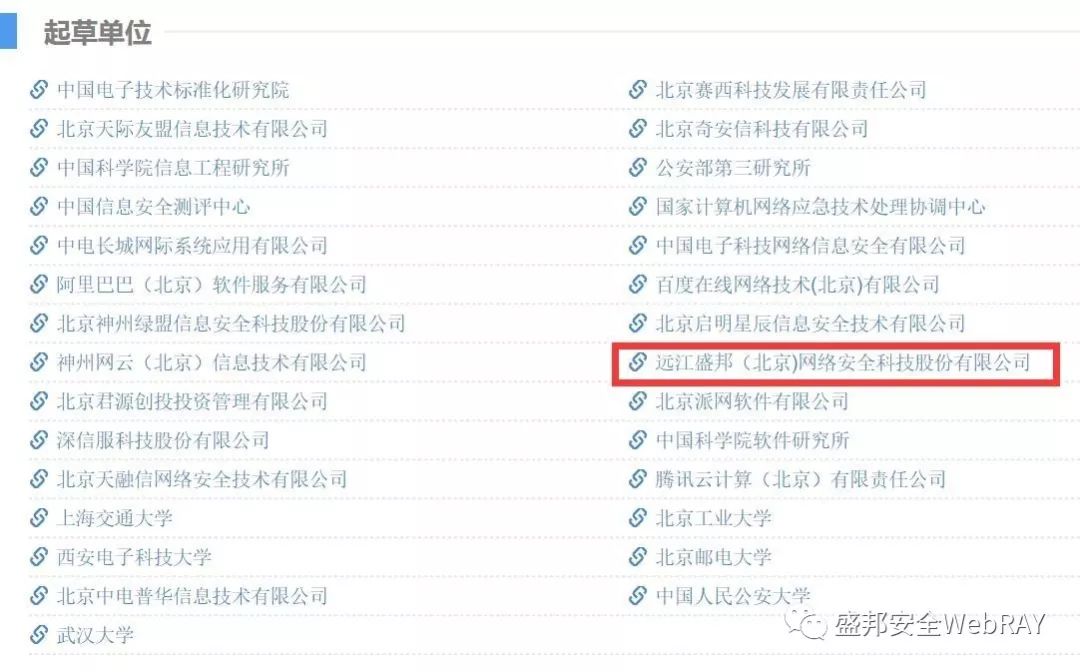 起草单位
中国电子技术标准化研究院
北京赛西科技发展有限责任公司
北京天际友盟信息技术有限公司
北京奇安信科技有限公司
中国科学院信息工程研究所
公安部第三研究所
中国信息安全测评中心
国家计算机网络应急技术处理协调中心
中电长城网际系统应用有限公司
中国电子科技网络信息安全有限公司
阿里巴巴（北京）软件服务有限公司
百度在线网络技术(北京)有限公司
北京神州绿盟信息安全科技股份有限公司
北京启明星辰信息安全技术有限公司
神州网云（北京）信息技术有限公司
远江盛邦（北京)网络安全科技股份有限公司
北京君源创投投资管理有限公司
北京派网软件有限公司
深信服科技股份有限公司
中国科学院软件研究所
北京天融信网络安全技术有限公司
腾讯云计算（北京）有限责任公司
上海交通大学
北京工业大学
西安电子科技大学
北京邮电大学
北京中电普华信息技术有限公司
中国人民公安大学
武汉大学
盛邦安全WebRAY